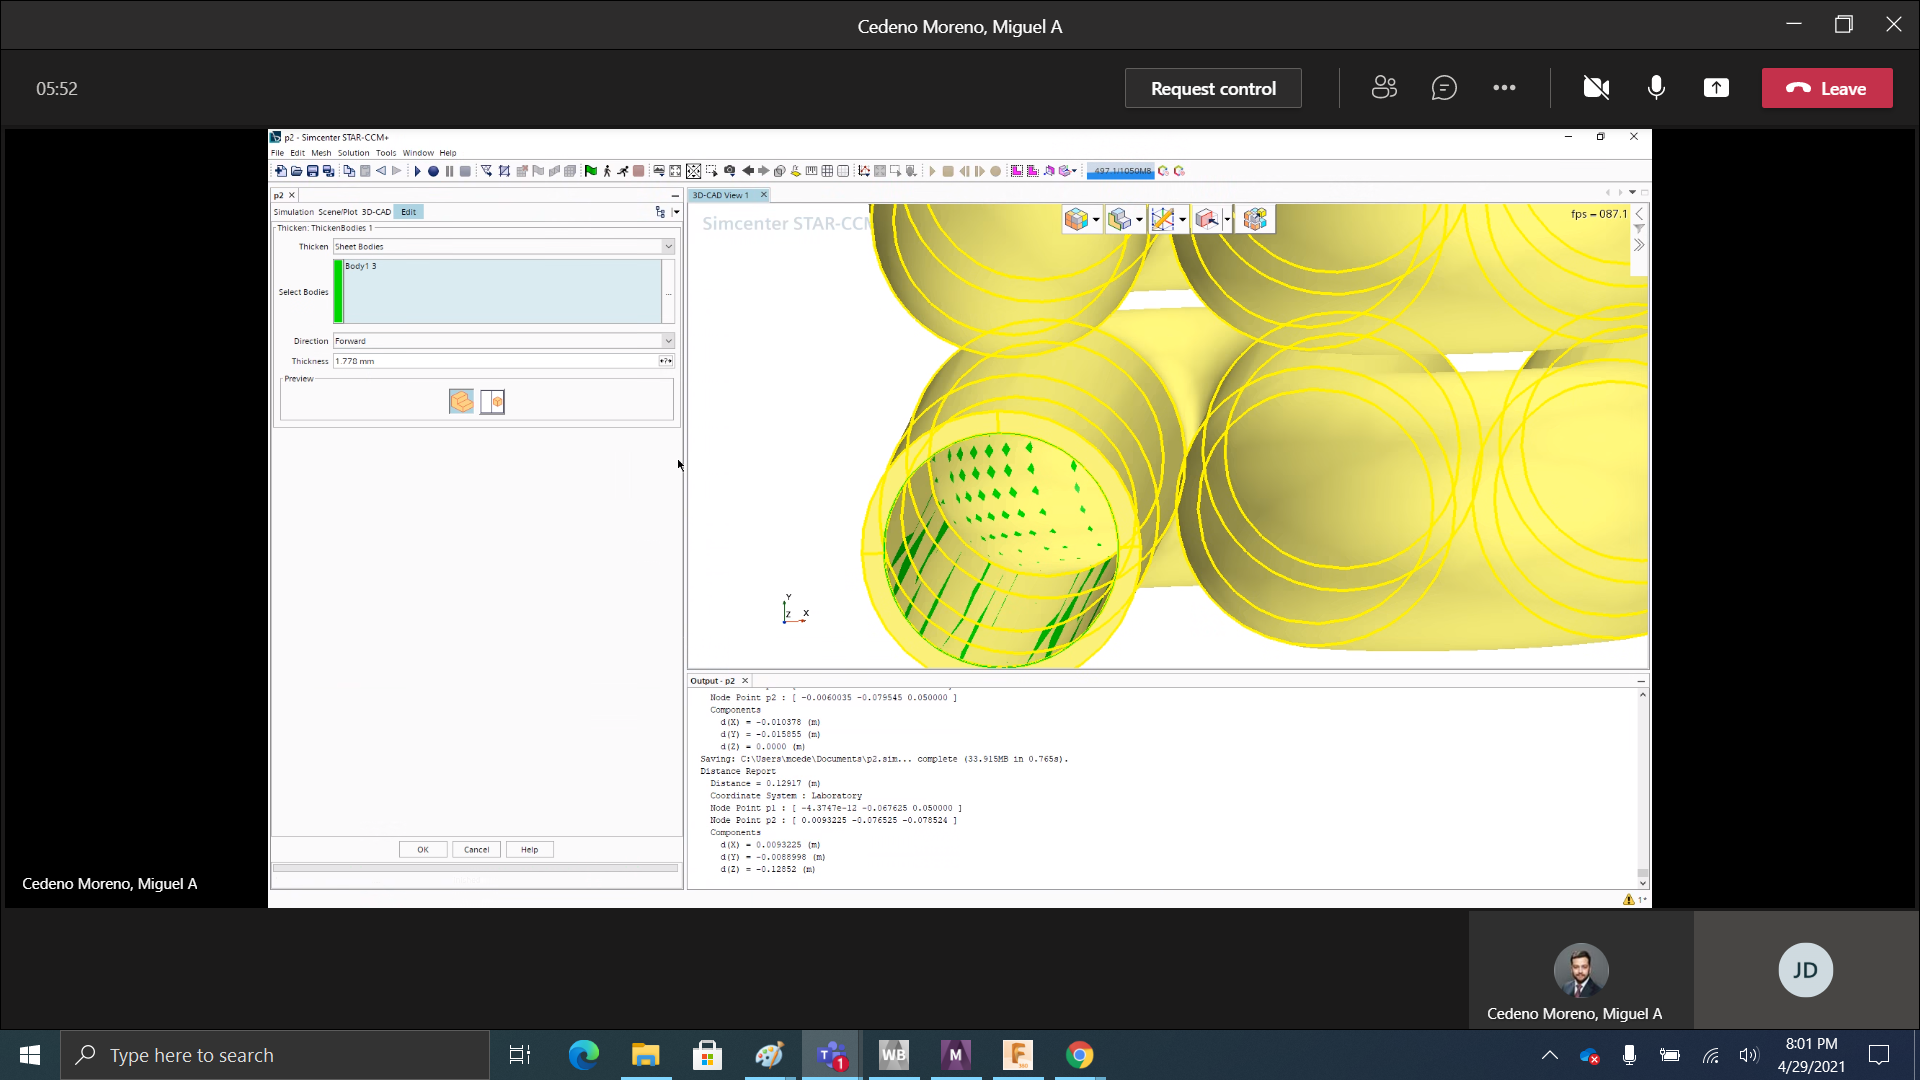 Cedeno Moreno, Miguel A
05:52
Request control
Leave
p2 - Simcenter STAR-CCM+
File Edit Mesh Solution Tools Window Help
497.1/1050MB
p2
Simulation Scene/Plot 3D-CAD Edit
Thicken: ThickenBodies 1
Thicken Sheet Bodies
Select Bodies Body1 3
...
Direction Forward
Thickness 1.778 mm
Preview
OK Cancel Help
3D-CAD View 1
Simcenter STAR-CCM
fps = 087.1
Y
Z X
Output - p2
Node Point p2 : [ -0.0060035 -0.079545 0.050000 ]
Components
d(X) = -0.010378 (m)
d(Y) = -0.015855 (m)
d(Z) = 0.0000 (m)
Saving: C:\Users\mcede\Documents\p2.sim... complete (33.915MB in 0.765s).
Distance Report
Distance = 0.12917 (m)
Coordinate System : Laboratory
Node Point p1 : [ -4.3747e-12 -0.067625 0.050000 ]
Node Point p2 : [ 0.0093225 -0.076525 -0.078524 ]
Components
d(X) = 0.0093225 (m)
d(Y) = -0.0088998 (m)
d(Z) = -0.12852 (m)
Cedeno Moreno, Miguel A
JD
Cedeno Moreno, Miguel A
Type here to search
1
WB
M
F
8:01 PM
4/29/2021